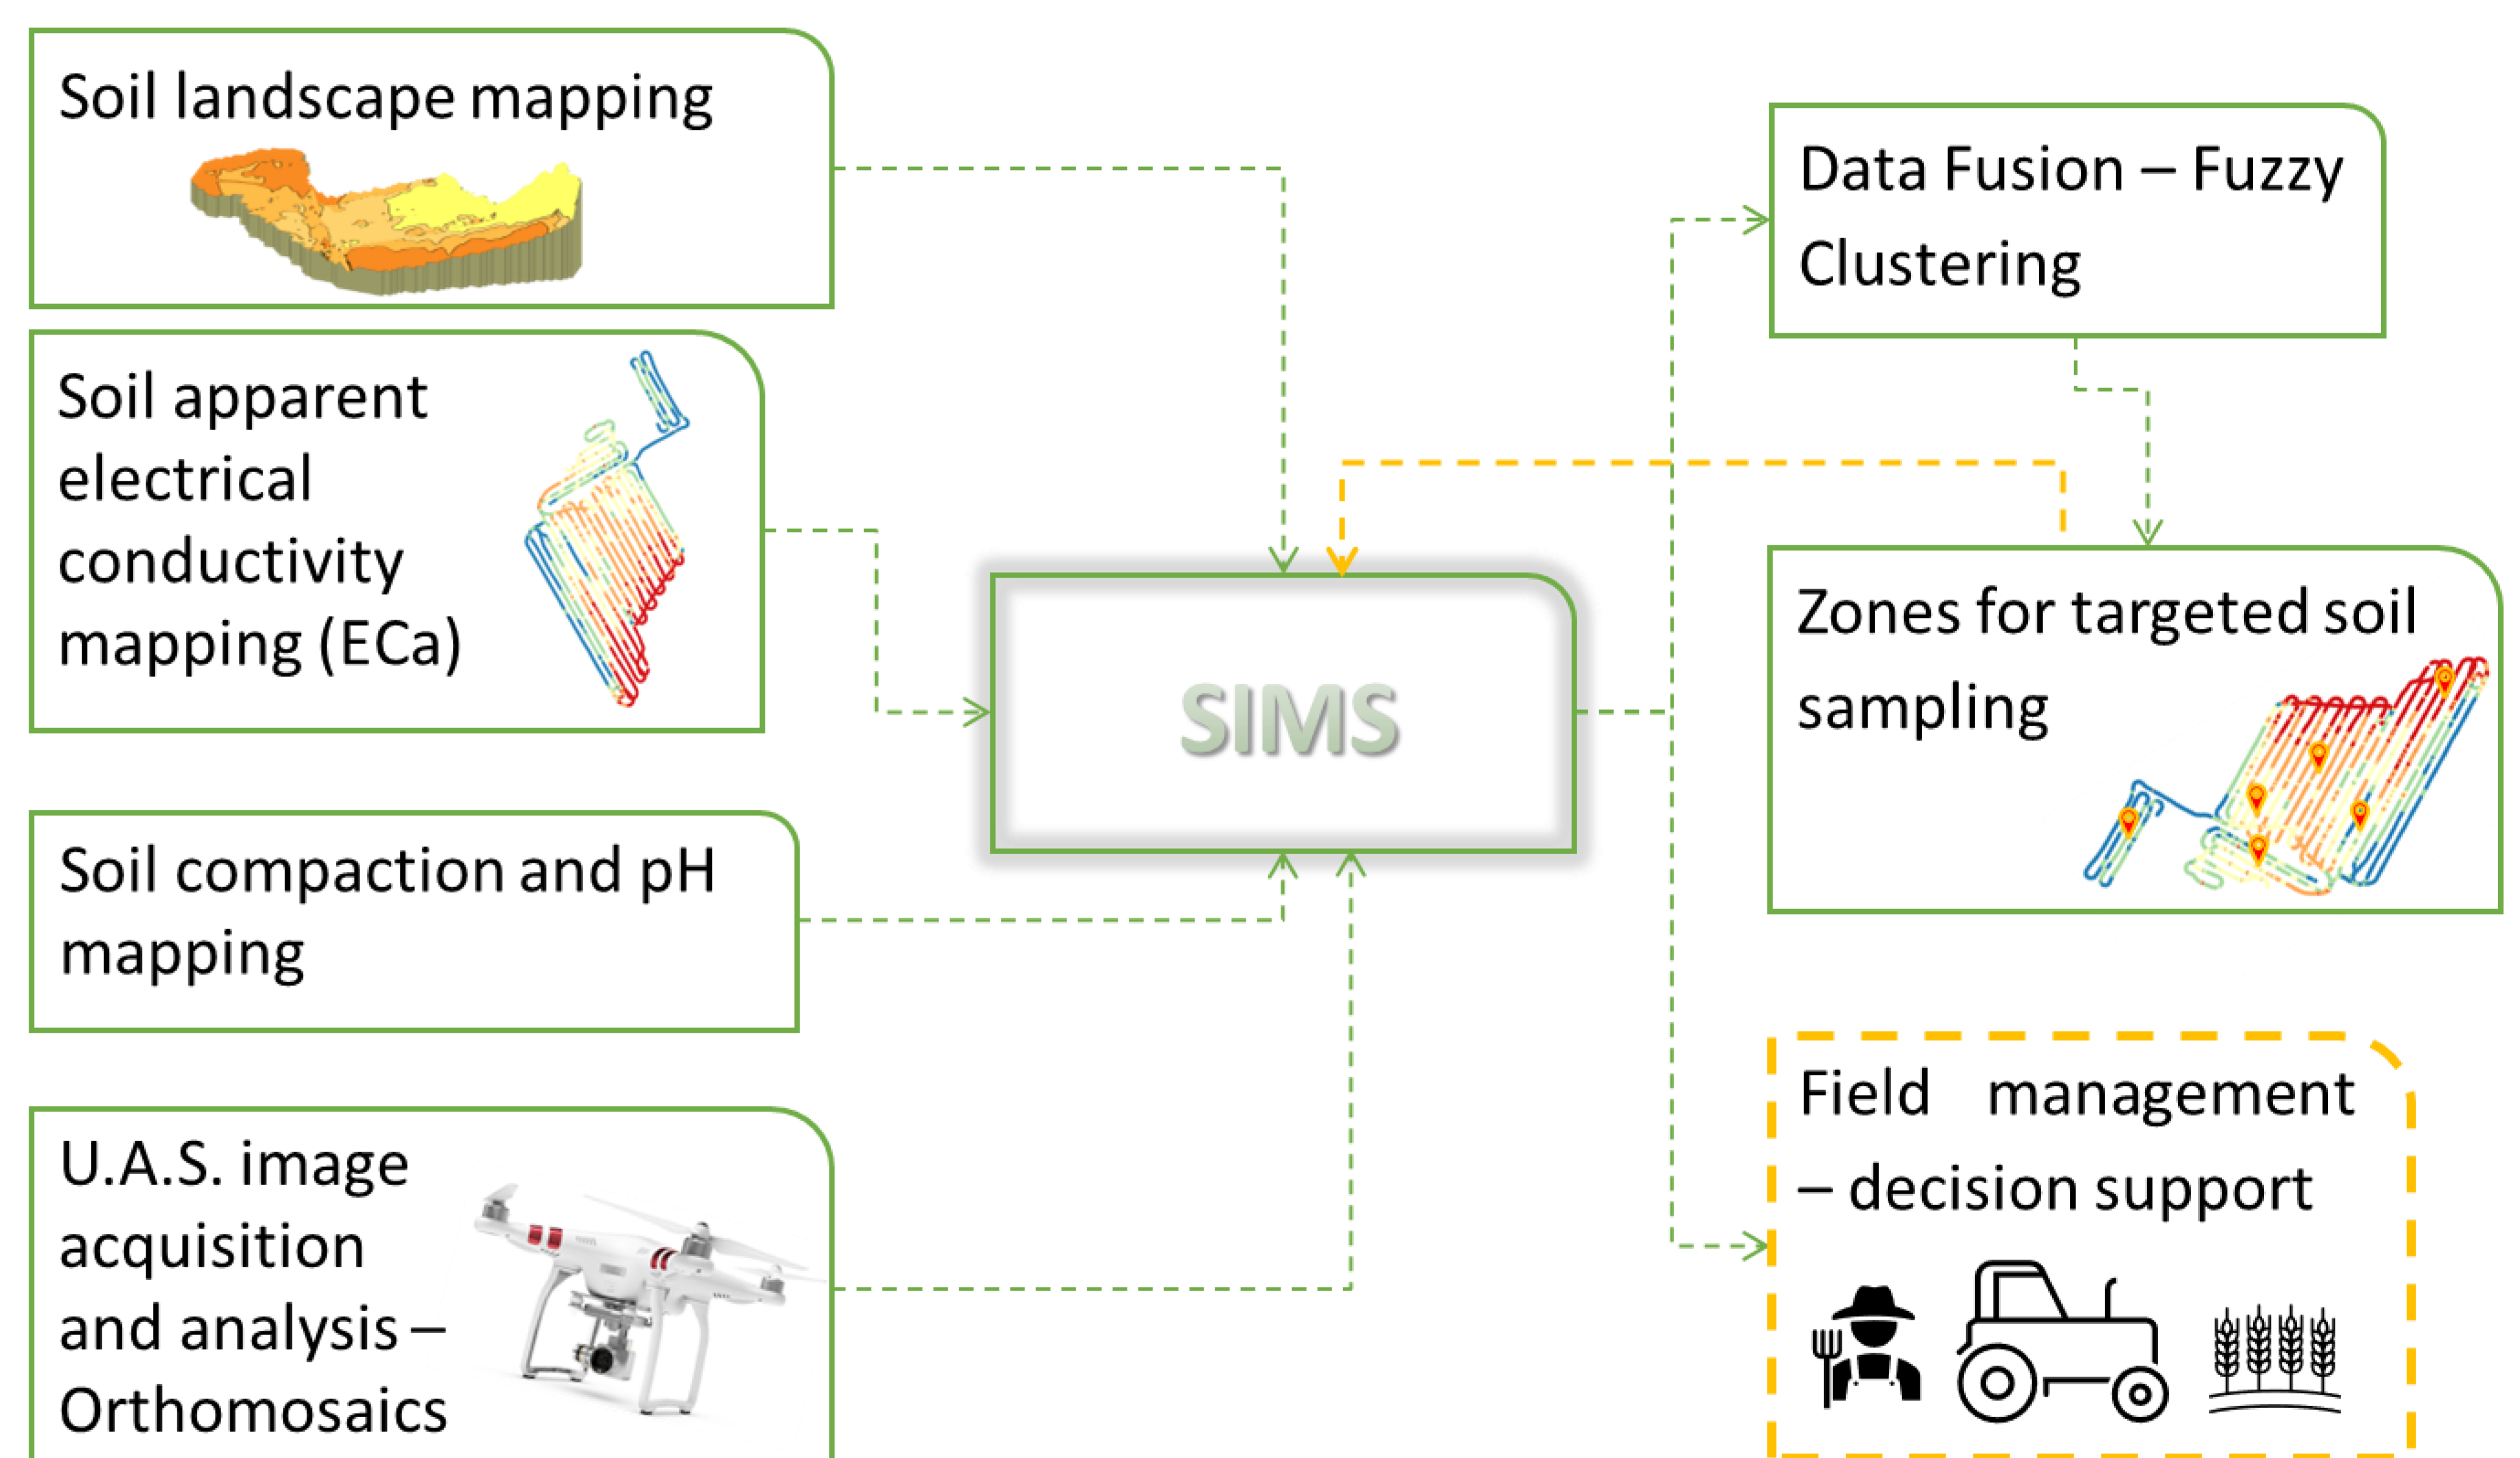 Soil landscape mapping
Soil apparent
electrical
conductivity
mapping (ECa)
Soil compaction and pH
mapping
U.A.S. image
acquisition
and analysis –
Orthomosaics
SIMS
Data Fusion – Fuzzy
Clustering
Zones for targeted soil
sampling
Field management
– decision support